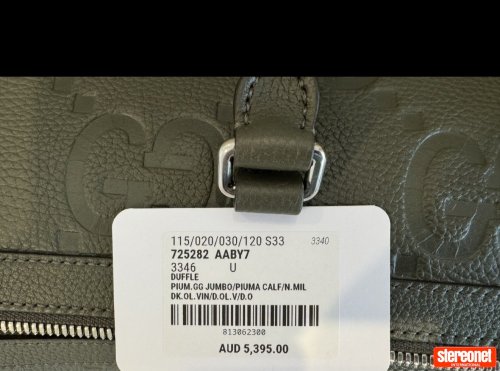 115/020/030/120 S33 3340
725282 AABY7
3346 U
DUFFLE
PIUM.GG JUMBO/PIUMA CALF/N.MIL
DK.OL.VIN/D.OL.V/D.O
813062300
AUD 5,395.00
stereonet
INTERNATIONAL